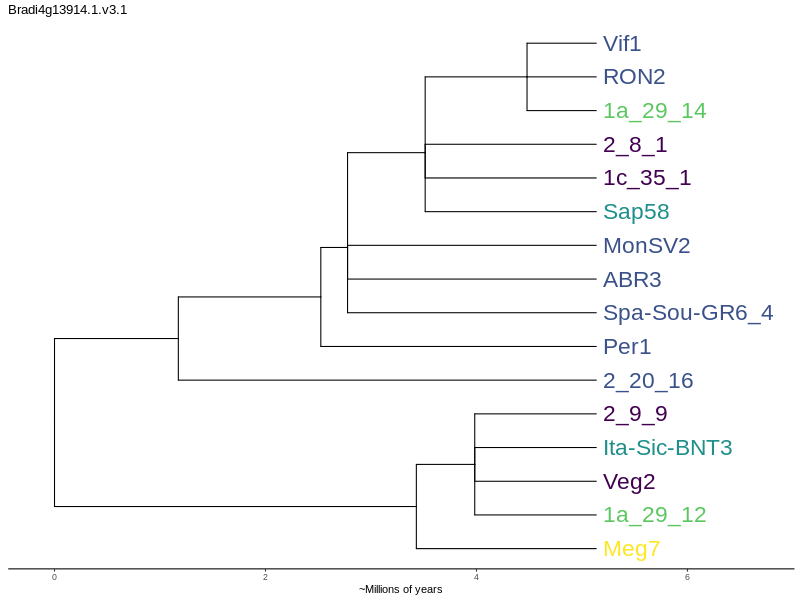 Bradi4g13914.1.v3.1
Vif1
RON2
1a_29_14
2_8_1
1c_35_1
Sap58
MonSV2
ABR3
Spa-Sou-GR6_4
Per1
2_20_16
2_9_9
Ita-Sic-BNT3
Veg2
1a_29_12
Meg7
0 2 4 6
~Millions of years